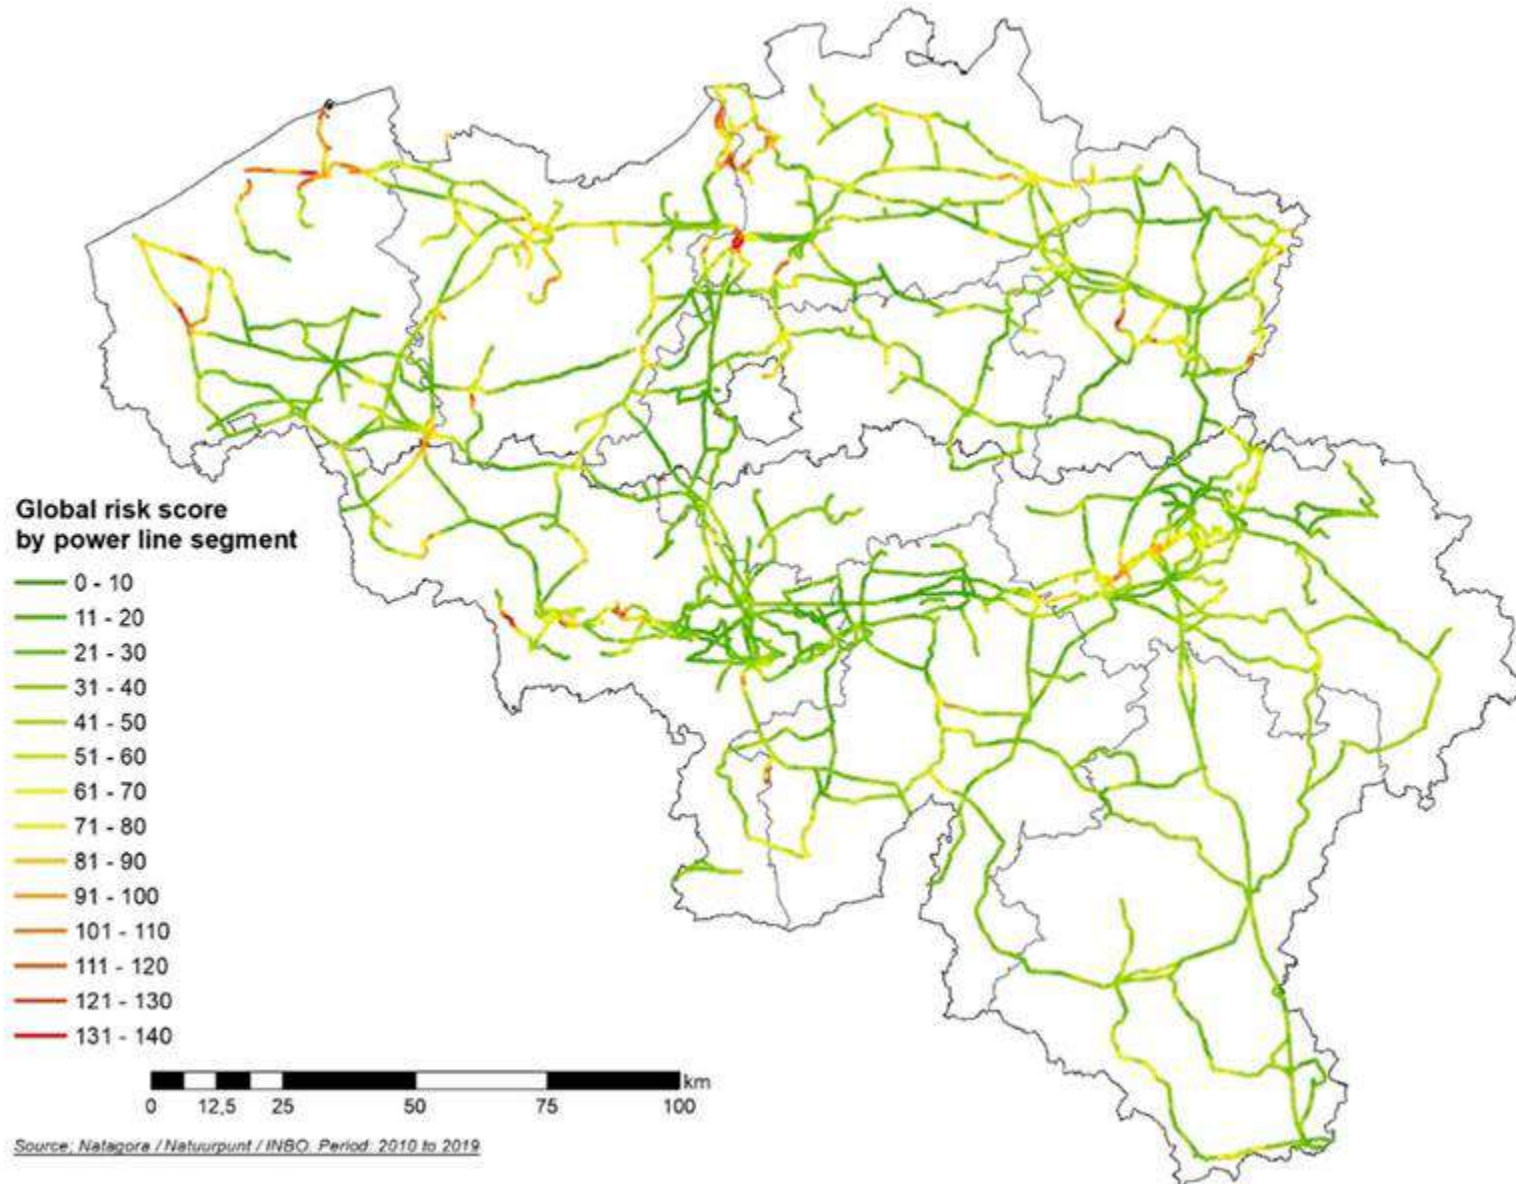 Global risk score
by power line segment
0 - 10
11 - 20
21 - 30
31 - 40
41 - 50
51 - 60
61 - 70
71 - 80
81 - 90
91 - 100
101 - 110
111 - 120
121 - 130
131 - 140
km
0 12,5 25 50 75 100
Source; Natagora / Natuurpunt / INBO. Period: 2010 to 2019